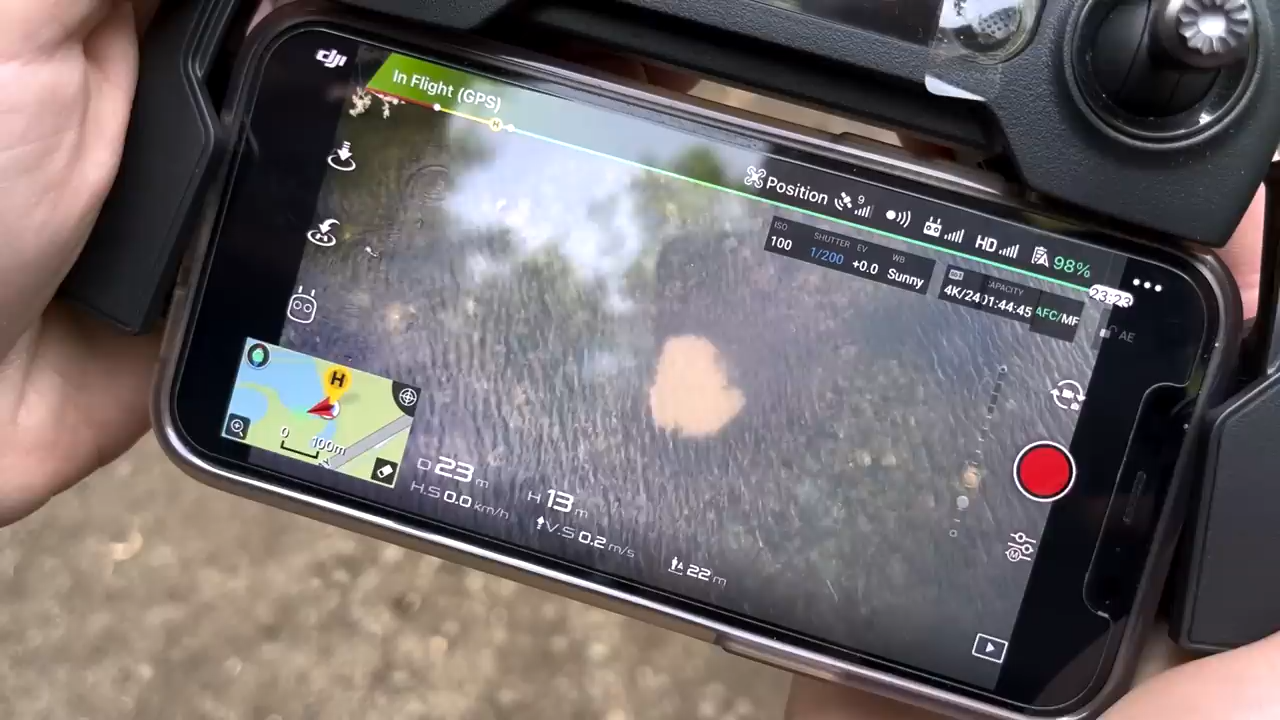 dji
In Flight (GPS)
H
Position
9
HD
98%
23:23
ISO
100
SHUTTER
1/200
EV
+0.0
WB
Sunny
CAPACITY
4K/24
01:44:45
AFC/MF
AE
H
0
100m
D 23 m
H 13 m
H.S 0.0 km/h
V.S 0.2 m/s
22 m
M